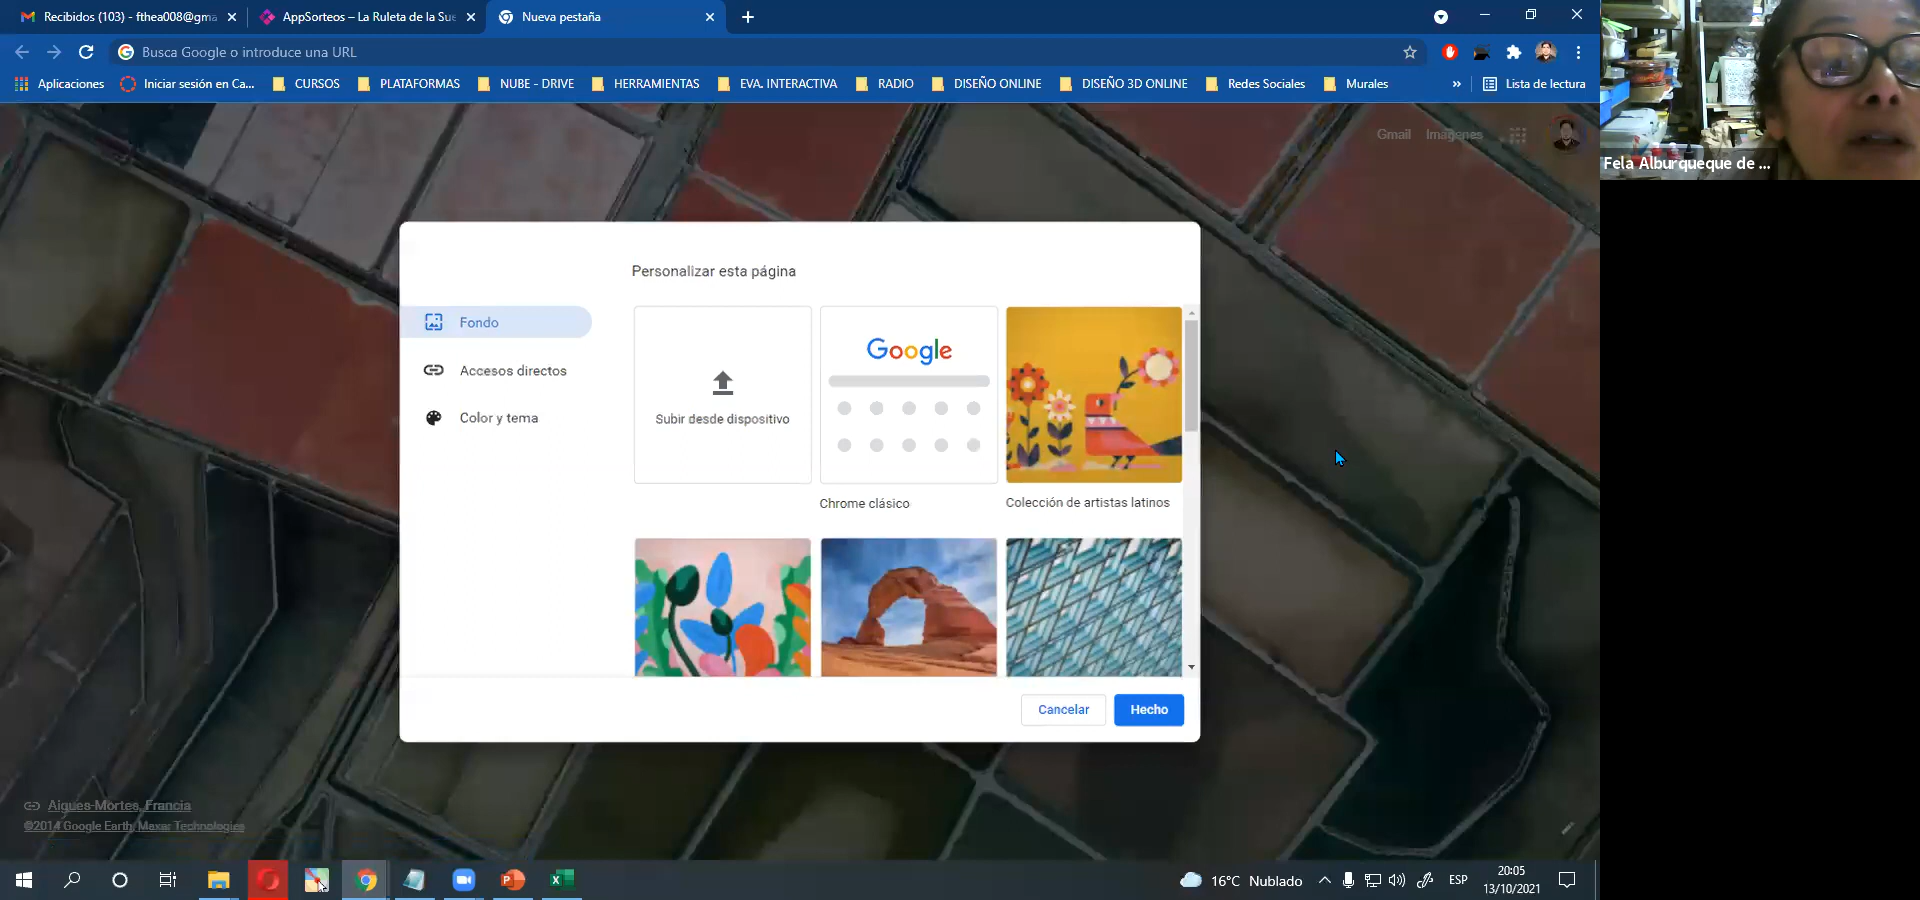 Recibidos (103) - fthea008@gma
AppSorteos – La Ruleta de la Sue
Nueva pestaña
Busca Google o introduce una URL
Aplicaciones
Iniciar sesión en Ca...
CURSOS
PLATAFORMAS
NUBE - DRIVE
HERRAMIENTAS
EVA. INTERACTIVA
RADIO
DISEÑO ONLINE
DISEÑO 3D ONLINE
Redes Sociales
Murales
»
Lista de lectura
Gmail
Imágenes
Fela Alburqueque de ...
Personalizar esta página
Fondo
Accesos directos
Color y tema
Subir desde dispositivo
Google
Chrome clásico
Colección de artistas latinos
Cancelar
Hecho
Aigues-Mortes, Francia
©2014 Google Earth, Maxar Technologies
16°C Nublado
ESP
20:05
13/10/2021